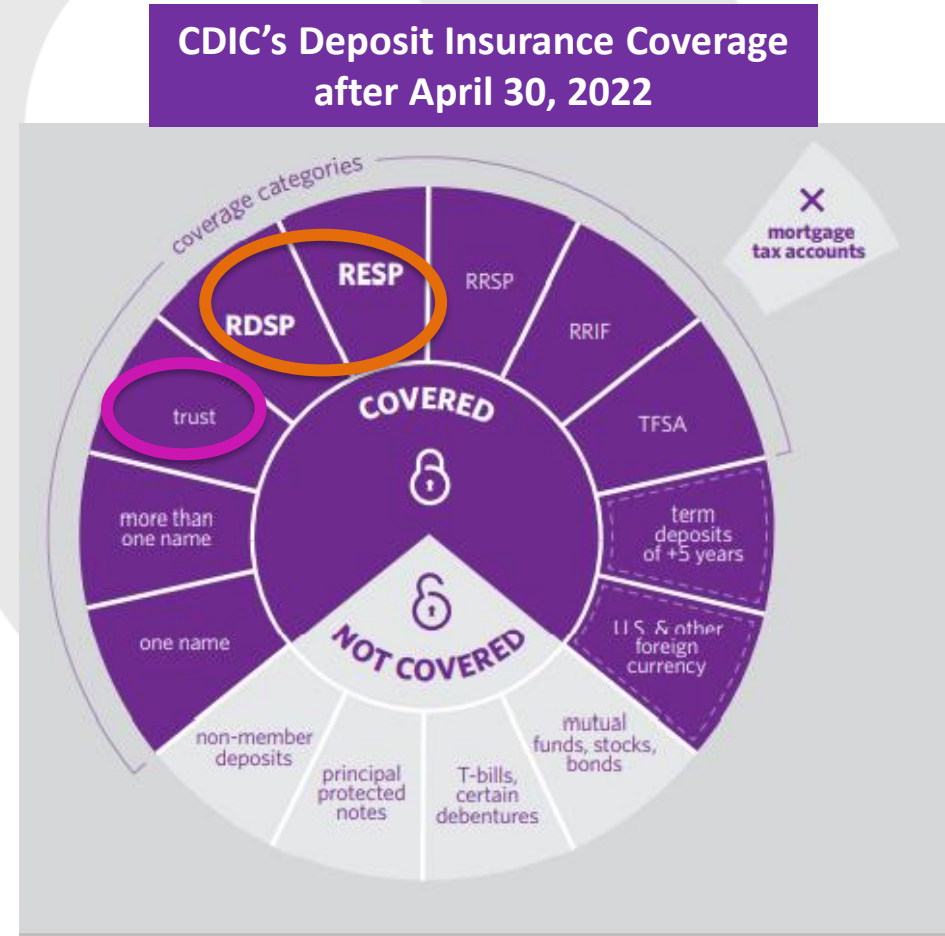 CDIC's Deposit Insurance Coverage
after April 30, 2022
coverage categories
×
mortgage
tax accounts
RESP
RRSP
RDSP
RRIF
trust
COVERED
TFSA
more than
one name
term
deposits
of +5 years
one name
NOT COVERED
U.S. & other
foreign
currency
non-member
deposits
principal
protected
notes
T-bills,
certain
debentures
mutual
funds, stocks,
bonds